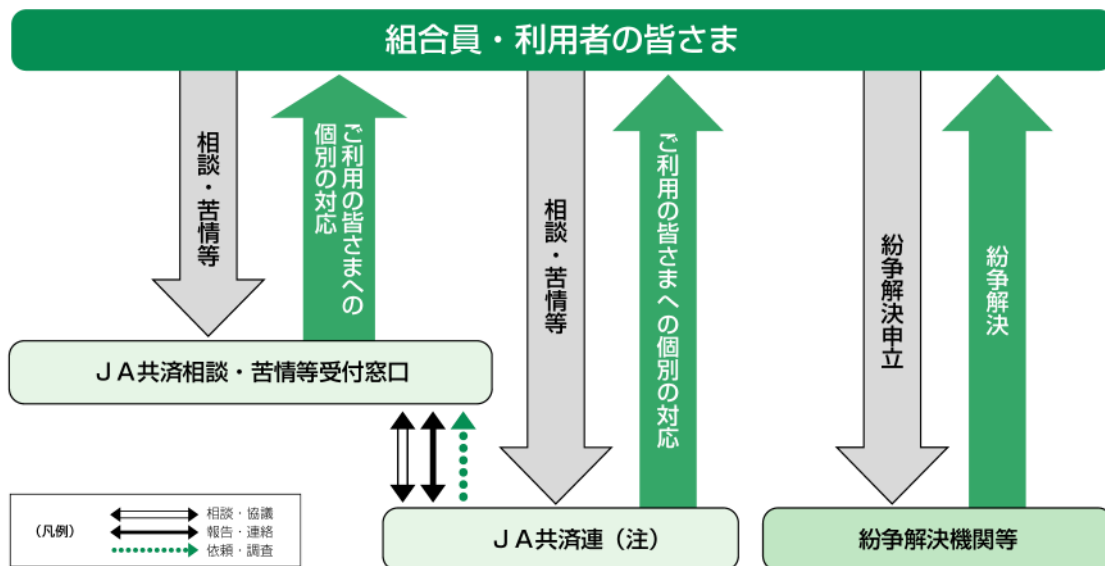 組合員・利用者の皆さま
相談・苦情等
ご利用の皆さまへの
個別の対応
相談・苦情等
ご利用の皆さまへの個別の対応
紛争解決申立
紛争解決
ＪＡ共済相談・苦情等受付窓口
（凡例）
相談・協議
報告・連絡
依頼・調査
ＪＡ共済連（注）
紛争解決機関等